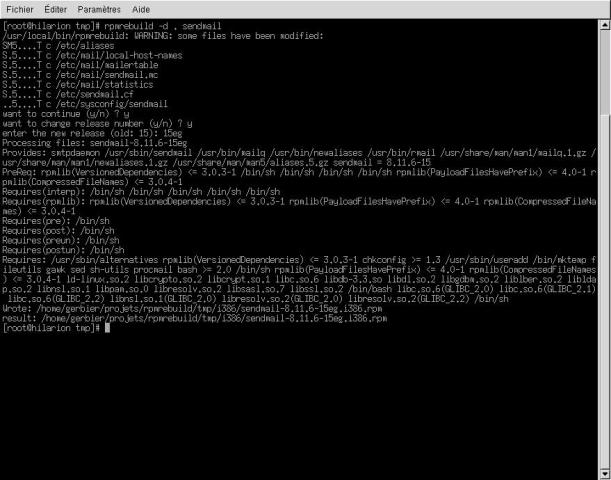 Fichier Éditer Paramètres Aide
[root@hilarion tmp]# rpmrebuild -d . sendmail
/usr/local/bin/rpmrebuild: WARNING: some files have been modified:
SM5....T c /etc/aliases
S.5....T c /etc/mail/local-host-names
S.5....T c /etc/mail/mailertable
S.5....T c /etc/mail/sendmail.mc
S.5....T c /etc/mail/statistics
S.5....T c /etc/sendmail.cf
..5....T c /etc/sysconfig/sendmail
want to continue (y/n) ? y
want to change release number (y/n) ? y
enter the new release (old: 15): 15eg
Processing files: sendmail-8.11.6-15eg
Provides: smtpdaemon /usr/sbin/sendmail /usr/bin/mailq /usr/bin/newaliases /usr/bin/rmail /usr/share/man/man1/mailq.1.gz /
usr/share/man/man1/newaliases.1.gz /usr/share/man/man5/aliases.5.gz sendmail = 8.11.6-15
PreReq: rpmlib(VersionedDependencies) <= 3.0.3-1 /bin/sh /bin/sh /bin/sh /bin/sh rpmlib(PayloadFilesHavePrefix) <= 4.0-1 r
pmlib(CompressedFileNames) <= 3.0.4-1
Requires(interp): /bin/sh /bin/sh /bin/sh /bin/sh /bin/sh
Requires(rpmlib): rpmlib(VersionedDependencies) <= 3.0.3-1 rpmlib(PayloadFilesHavePrefix) <= 4.0-1 rpmlib(CompressedFileNa
mes) <= 3.0.4-1
Requires(pre): /bin/sh
Requires(post): /bin/sh
Requires(preun): /bin/sh
Requires(postun): /bin/sh
Requires: /usr/sbin/alternatives rpmlib(VersionedDependencies) <= 3.0.3-1 chkconfig >= 1.3 /usr/sbin/useradd /bin/mktemp f
ileutils gawk sed sh-utils procmail bash >= 2.0 /bin/sh rpmlib(PayloadFilesHavePrefix) <= 4.0-1 rpmlib(CompressedFileNames
) <= 3.0.4-1 ld-linux.so.2 libcrypto.so.2 libcrypt.so.1 libc.so.6 libdb-3.3.so libdl.so.2 libgdbm.so.2 liblber.so.2 liblda
p.so.2 libnsl.so.1 libpam.so.0 libresolv.so.2 libsasl.so.7 libssl.so.2 /bin/bash libc.so.6(GLIBC_2.0) libc.so.6(GLIBC_2.1)
libc.so.6(GLIBC_2.2) libnsl.so.1(GLIBC_2.0) libresolv.so.2(GLIBC_2.0) libresolv.so.2(GLIBC_2.2) /bin/sh
Wrote: /home/gerbier/projets/rpmrebuild/tmp/i386/sendmail-8.11.6-15eg.i386.rpm
result: /home/gerbier/projets/rpmrebuild/tmp/i386/sendmail-8.11.6-15eg.i386.rpm
[root@hilarion tmp]#